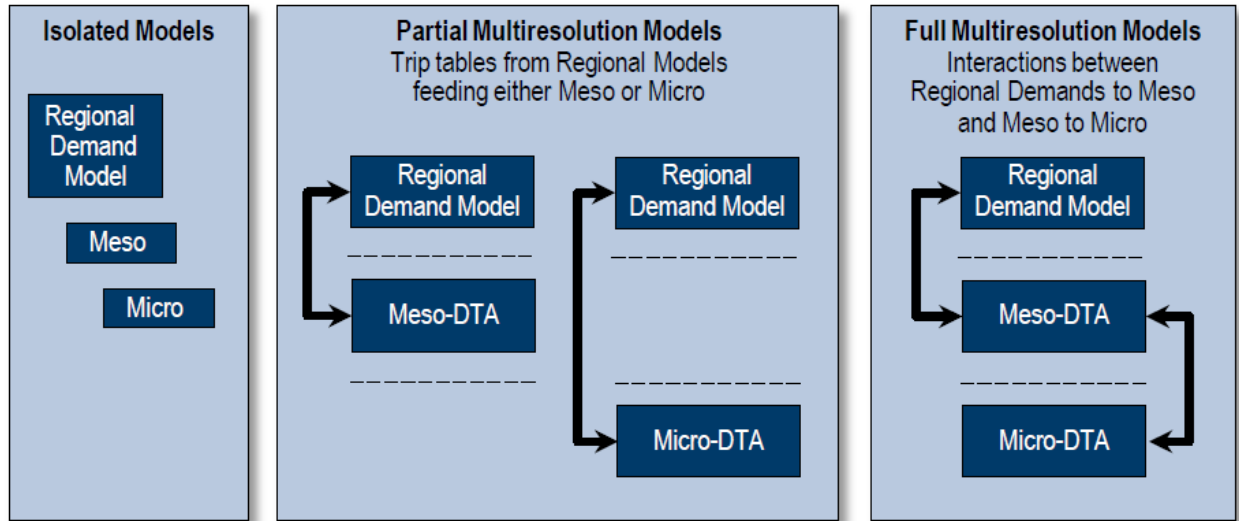 Isolated Models
Regional
Demand
Model
Meso
Micro
Partial Multiresolution Models
Trip tables from Regional Models
feeding either Meso or Micro
Regional
Demand Model
Meso-DTA
Regional
Demand Model
Micro-DTA
Full Multiresolution Models
Interactions between
Regional Demands to Meso
and Meso to Micro
Regional
Demand Model
Meso-DTA
Micro-DTA